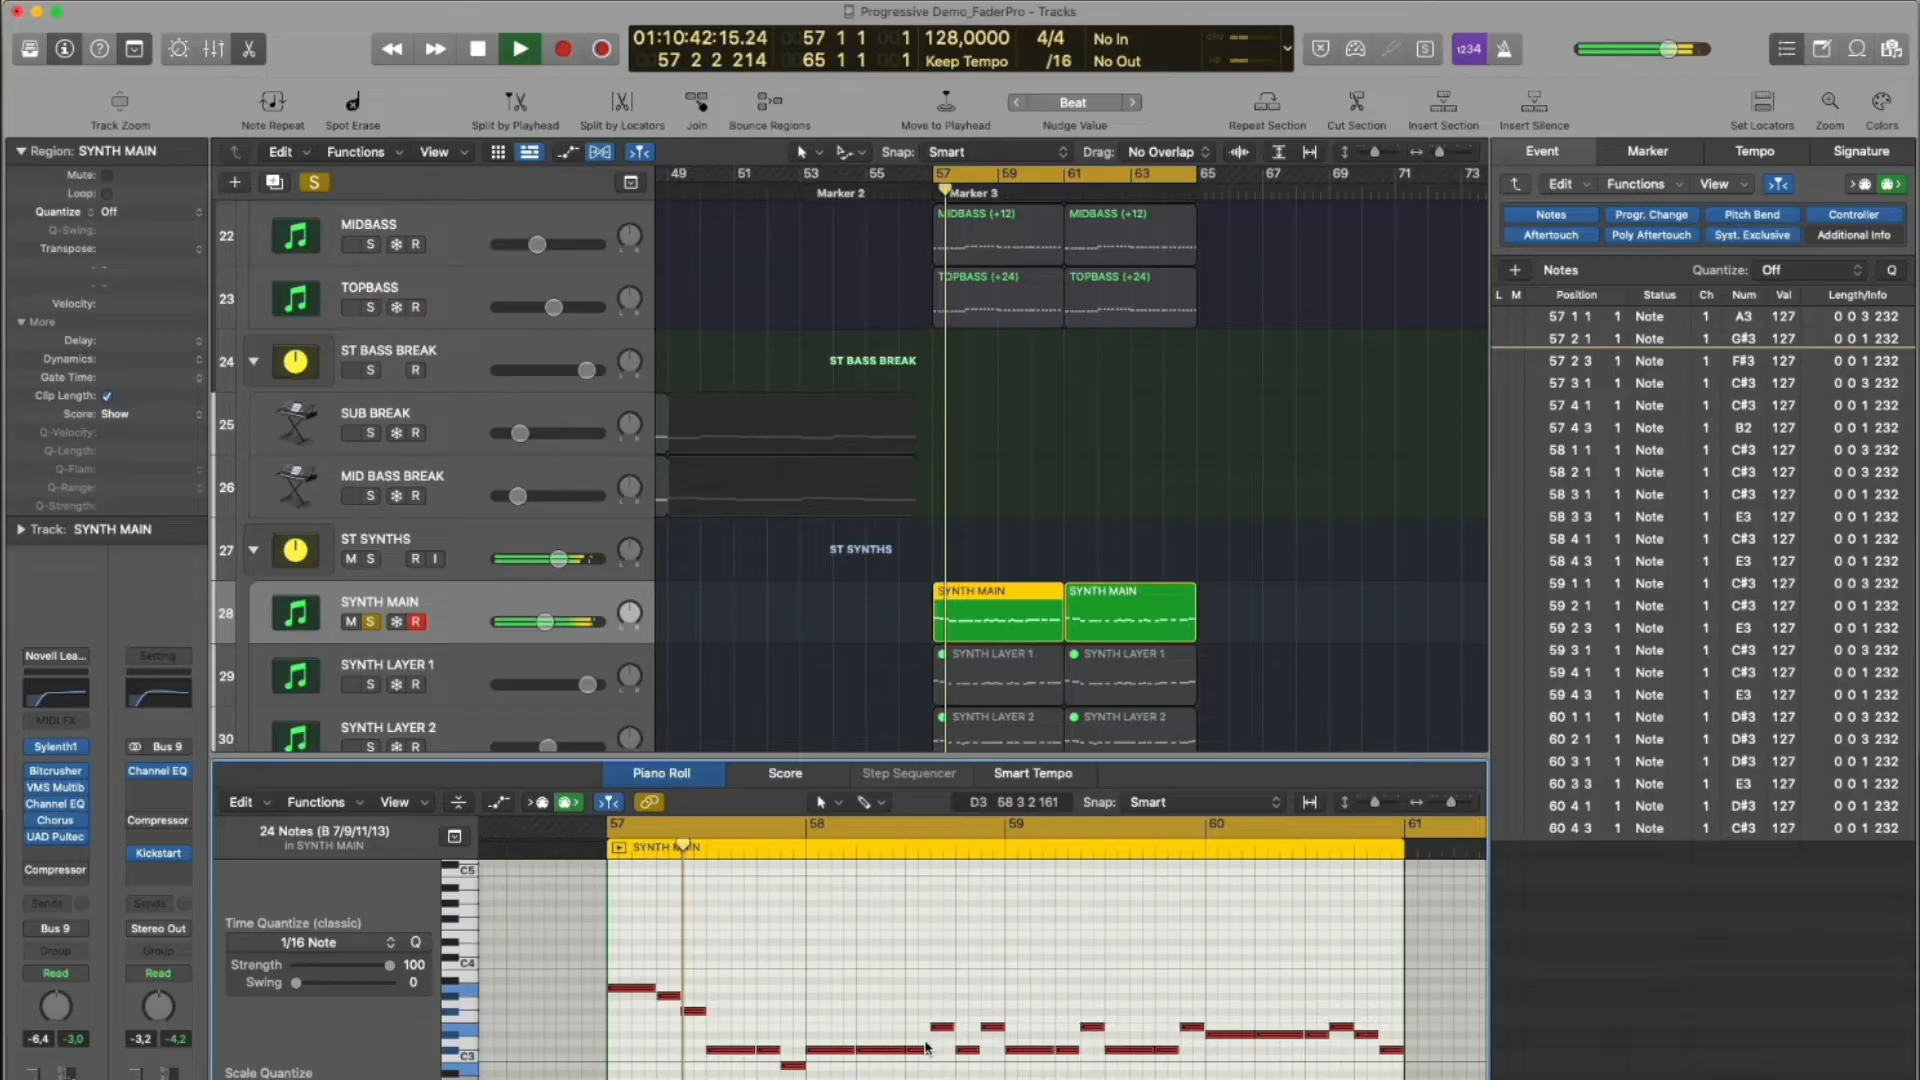 Progressive Demo_FaderPro - Tracks
01:10:42:15.24 57 1 1 1 128,0000 4/4 No In
57 2 2 214 65 1 1 1 Keep Tempo /16 No Out
CPU
HD
1234
Track Zoom Note Repeat Spot Erase Split by Playhead Split by Locators Join Bounce Regions Move to Playhead Beat Nudge Value Repeat Section Cut Section Insert Section Insert Silence Set Locators Zoom Colors
Region: SYNTH MAIN
Mute:
Loop:
Quantize Off
Q-Swing:
Transpose:
Velocity:
More
Delay:
Dynamics:
Gate Time:
Clip Length:
Score: Show
Q-Velocity:
Q-Length:
Q-Flam:
Q-Range:
Q-Strength:
Track: SYNTH MAIN
Novell Lea... Setting
MIDI FX
Sylenth1 Bus 9
Bitcrusher Channel EQ
VMS Multib
Channel EQ
Chorus Compressor
UAD Pultec
Kickstart
Compressor
Sends Sends
Bus 9 Stereo Out
Group Group
Read Read
-6,4 -3,0 -3,2 -4,2
Edit Functions View Snap: Smart Drag: No Overlap
S
49 51 53 55 57 59 61 63 65 67 69 71 73
Marker 2 Marker 3
22 MIDBASS S R
MIDBASS (+12) MIDBASS (+12)
23 TOPBASS S R
TOPBASS (+24) TOPBASS (+24)
24 ST BASS BREAK S R
ST BASS BREAK
25 SUB BREAK S R
26 MID BASS BREAK S R
27 ST SYNTHS M S R I
ST SYNTHS
28 SYNTH MAIN M S R
SYNTH MAIN SYNTH MAIN
29 SYNTH LAYER 1 S R
SYNTH LAYER 1 SYNTH LAYER 1
30 SYNTH LAYER 2 S R
SYNTH LAYER 2 SYNTH LAYER 2
Piano Roll Score Step Sequencer Smart Tempo
Edit Functions View D3 58 3 2 161 Snap: Smart
24 Notes (B 7/9/11/13)
in SYNTH MAIN
57 58 59 60 61
SYNTH MAIN
C5
Time Quantize (classic)
1/16 Note Q
C4
Strength 100
Swing 0
C3
Scale Quantize
Event Marker Tempo Signature
Edit Functions View
Notes Progr. Change Pitch Bend Controller
Aftertouch Poly Aftertouch Syst. Exclusive Additional Info
Notes Quantize: Off Q
L M Position Status Ch Num Val Length/Info
57 1 1 1 Note 1 A3 127 0 0 3 232
57 2 1 1 Note 1 G#3 127 0 0 1 232
57 2 3 1 Note 1 F#3 127 0 0 1 232
57 3 1 1 Note 1 C#3 127 0 0 3 232
57 4 1 1 Note 1 C#3 127 0 0 1 232
57 4 3 1 Note 1 B2 127 0 0 1 232
58 1 1 1 Note 1 C#3 127 0 0 3 232
58 2 1 1 Note 1 C#3 127 0 0 3 232
58 3 1 1 Note 1 C#3 127 0 0 1 232
58 3 3 1 Note 1 E3 127 0 0 1 232
58 4 1 1 Note 1 C#3 127 0 0 1 232
58 4 3 1 Note 1 E3 127 0 0 1 232
59 1 1 1 Note 1 C#3 127 0 0 3 232
59 2 1 1 Note 1 C#3 127 0 0 1 232
59 2 3 1 Note 1 E3 127 0 0 1 232
59 3 1 1 Note 1 C#3 127 0 0 3 232
59 4 1 1 Note 1 C#3 127 0 0 1 232
59 4 3 1 Note 1 E3 127 0 0 1 232
60 1 1 1 Note 1 D#3 127 0 0 3 232
60 2 1 1 Note 1 D#3 127 0 0 3 232
60 3 1 1 Note 1 D#3 127 0 0 1 232
60 3 3 1 Note 1 E3 127 0 0 1 232
60 4 1 1 Note 1 D#3 127 0 0 1 232
60 4 3 1 Note 1 C#3 127 0 0 1 232